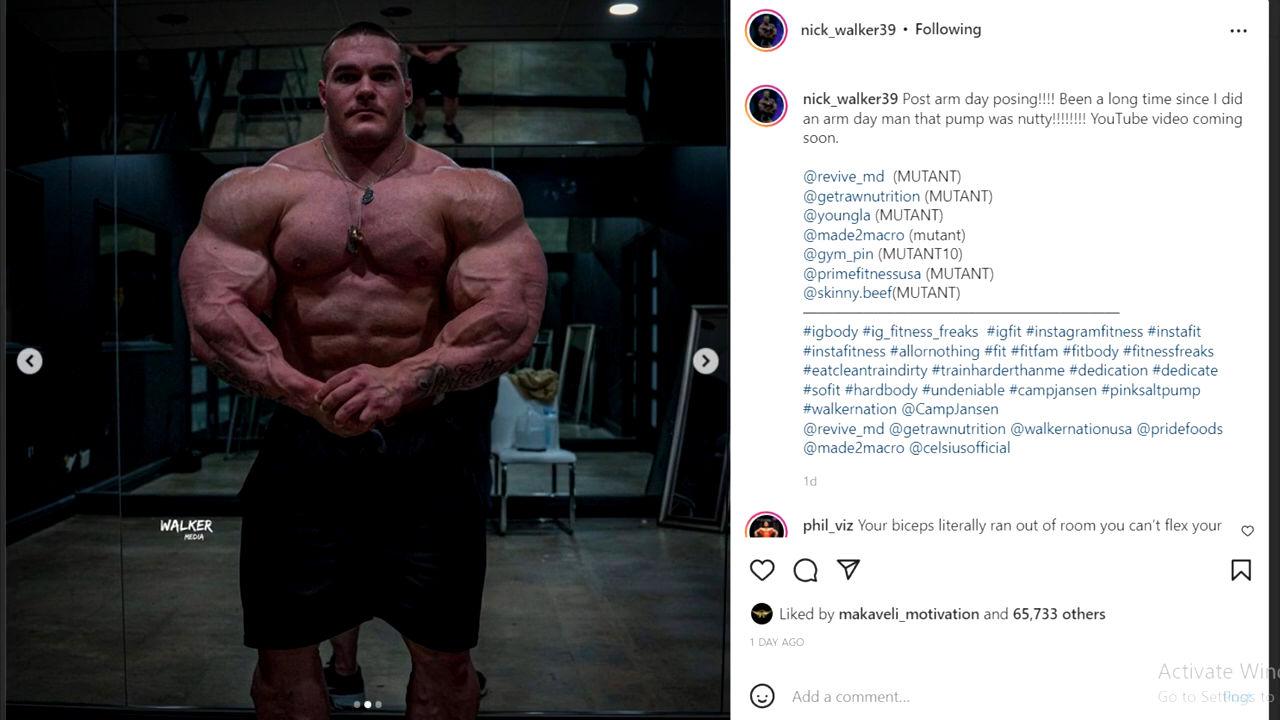 nick_walker39 • Following
nick_walker39 Post arm day posing!!!! Been a long time since I did
an arm day man that pump was nutty!!!!!!!! YouTube video coming
soon.
@revive_md (MUTANT)
@getrawnutrition (MUTANT)
@youngla (MUTANT)
@made2macro (mutant)
@gym_pin (MUTANT10)
@primefitnessusa (MUTANT)
@skinny.beef(MUTANT)
#igbody #ig_fitness_freaks #igfit #instagramfitness #instafit
#instafitness #allornothing #fit #fitfam #fitbody #fitnessfreaks
#eatcleantraindirty #trainharderthanme #dedication #dedicate
#sofit #hardbody #undeniable #campjansen #pinksaltpump
#walkernation @CampJansen
@revive_md @getrawnutrition @walkernationusa @pridefoods
@made2macro @celsiusofficial
1d
phil_viz Your biceps literally ran out of room you can't flex your
Liked by makaveli_motivation and 65,733 others
1 DAY AGO
Add a comment...
WALKER
MEDIA
Activate Win
Go to Settings to